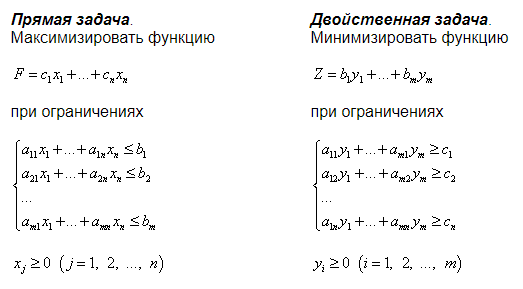 Прямая задача.
Максимизировать функцию
F = c₁x₁ + ... + cₙxₙ
при ограничениях
a₁₁x₁ + ... + a₁ₙxₙ ≤ b₁
a₂₁x₁ + ... + a₂ₙxₙ ≤ b₂
...
aₘ₁x₁ + ... + aₘₙxₙ ≤ bₘ
xⱼ ≥ 0 (j = 1, 2, ..., n)
Двойственная задача.
Минимизировать функцию
Z = b₁y₁ + ... + bₘyₘ
при ограничениях
a₁₁y₁ + ... + aₘ₁yₘ ≥ c₁
a₁₂y₁ + ... + aₘ₂yₘ ≥ c₂
...
a₁ₙy₁ + ... + aₘₙyₘ ≥ cₙ
yᵢ ≥ 0 (i = 1, 2, ..., m)